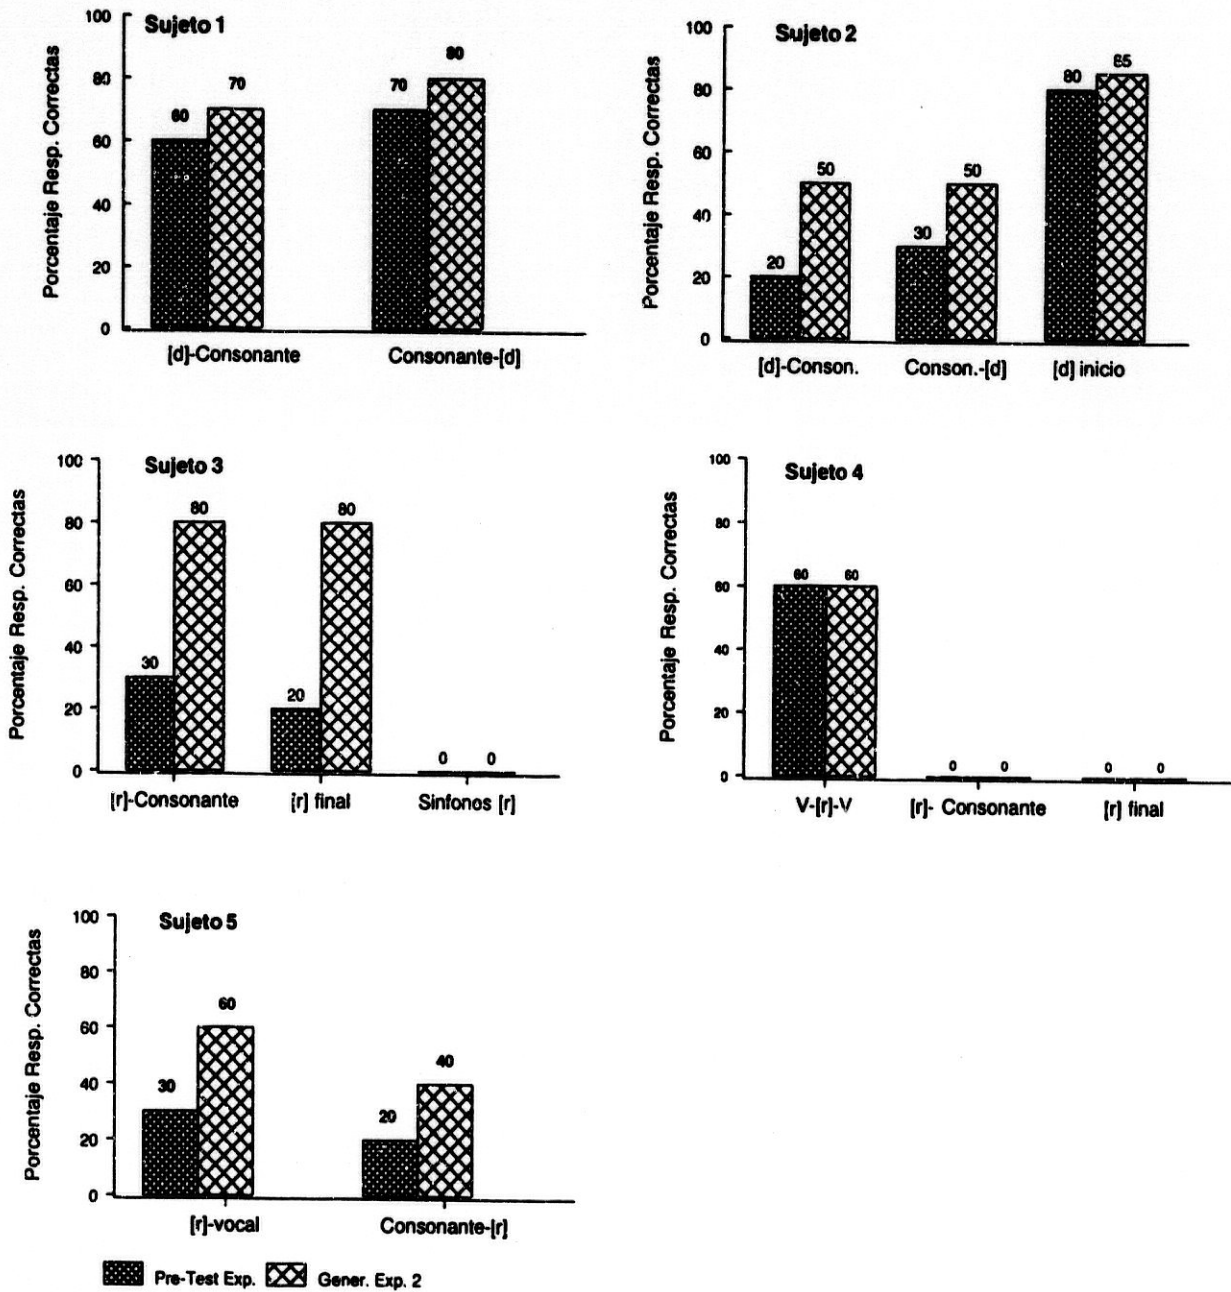 Sujeto 1
Porcentaje Resp. Correctas
100
80
60
40
20
0
60
70
70
80
[d]-Consonante
Consonante-[d]
Sujeto 2
Porcentaje Resp. Correctas
100
80
60
40
20
0
20
50
30
50
80
85
[d]-Conson.
Conson.-[d]
[d] inicio
Sujeto 3
Porcentaje Resp. Correctas
100
80
60
40
20
0
30
80
20
80
0
0
[r]-Consonante
[r] final
Sinfonos [r]
Sujeto 4
Porcentaje Resp. Correctas
100
80
60
40
20
0
60
60
0
0
0
0
V-[r]-V
[r]- Consonante
[r] final
Sujeto 5
Porcentaje Resp. Correctas
100
80
60
40
20
0
30
60
20
40
[r]-vocal
Consonante-[r]
Pre-Test Exp.
Gener. Exp. 2